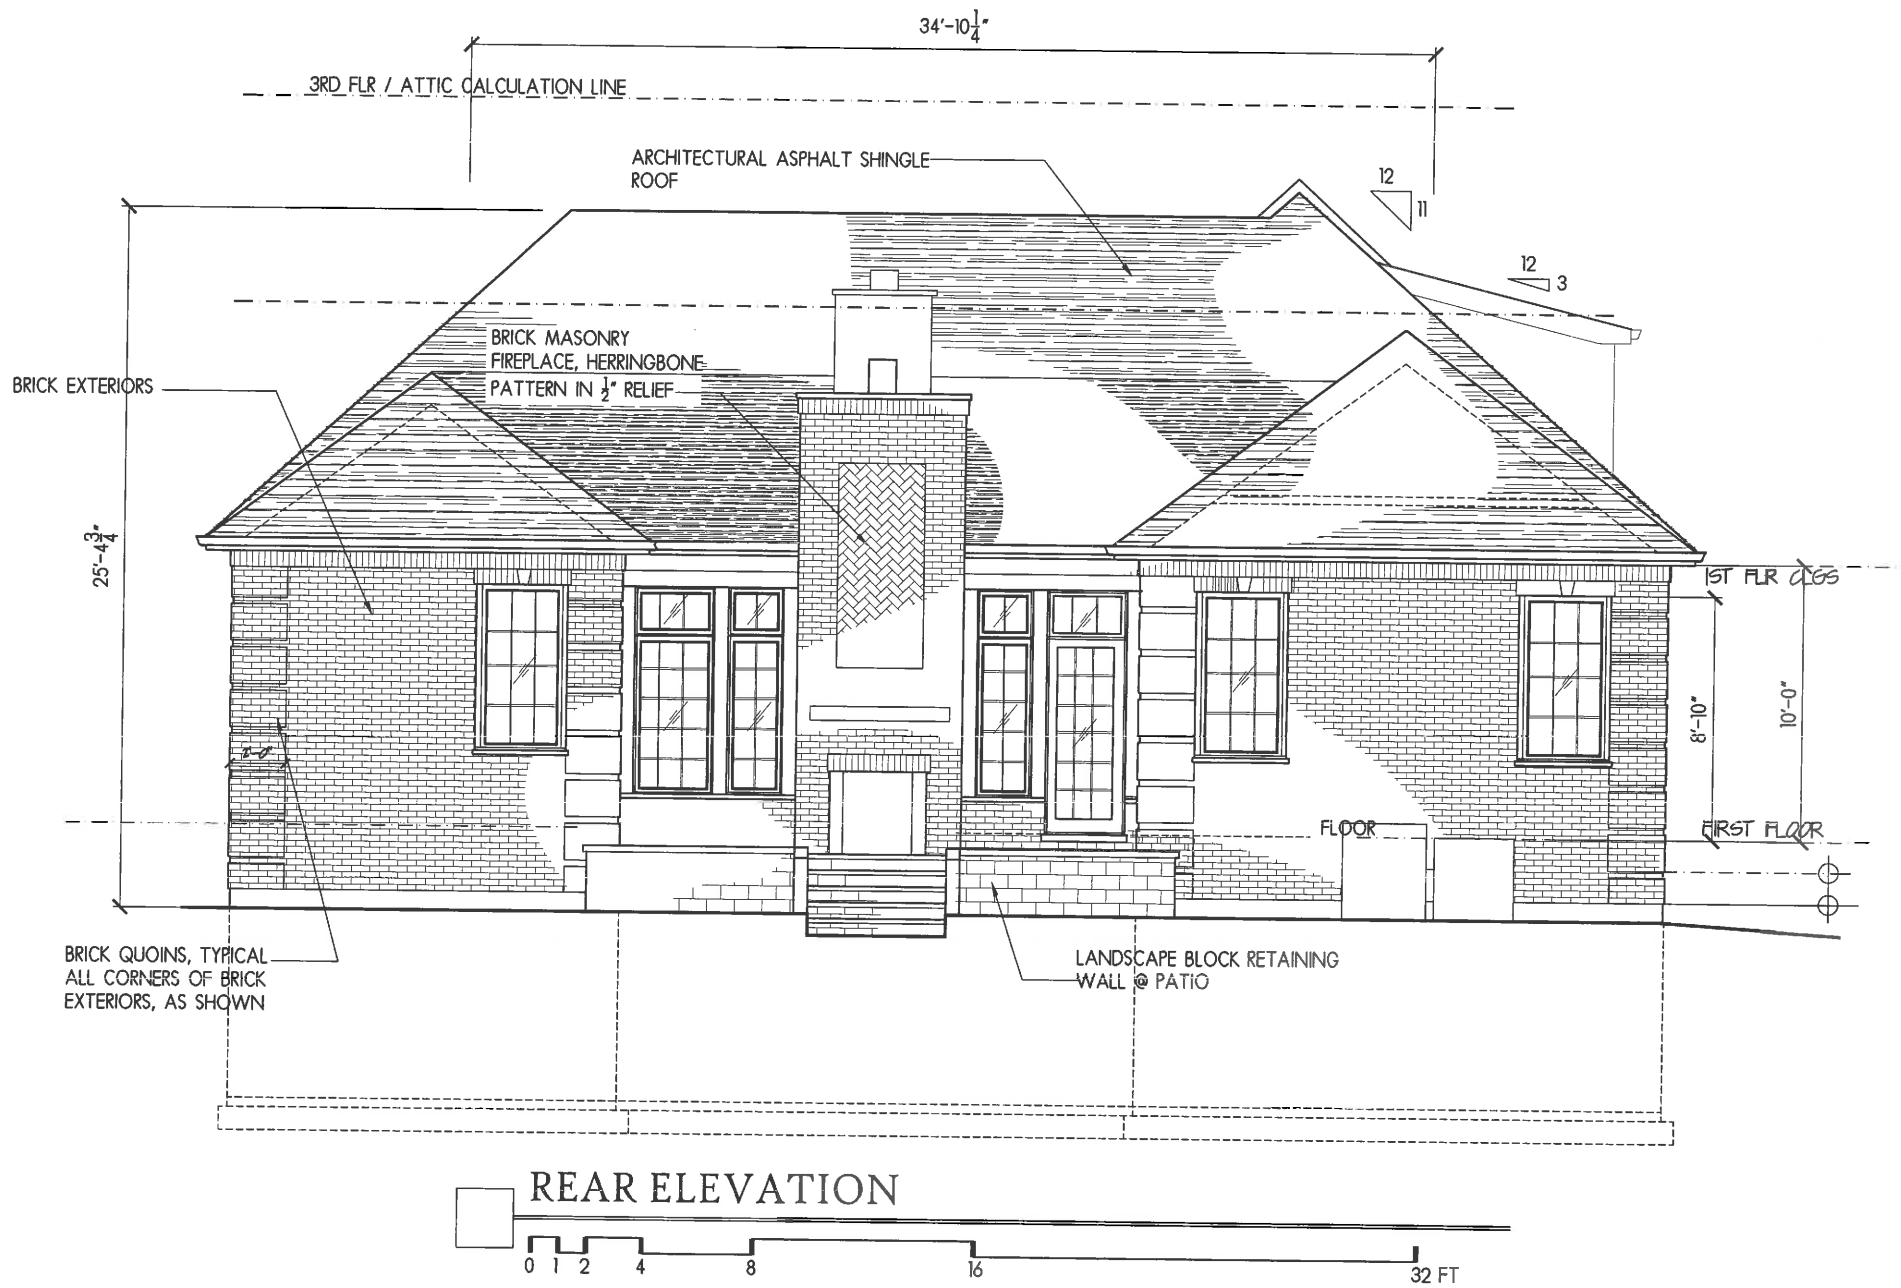 34'-10 1/4"
3RD FLR / ATTIC CALCULATION LINE
ARCHITECTURAL ASPHALT SHINGLE
ROOF
12
11
12
3
BRICK MASONRY
FIREPLACE, HERRINGBONE
PATTERN IN 1/2" RELIEF
BRICK EXTERIORS
25'-4 3/4"
1ST FLR CLGS
8'-10"
10'-0"
2'-0"
FLOOR
FIRST FLOOR
BRICK QUOINS, TYPICAL
ALL CORNERS OF BRICK
EXTERIORS, AS SHOWN
LANDSCAPE BLOCK RETAINING
WALL @ PATIO
REAR ELEVATION
0 1 2 4 8 16 32 FT